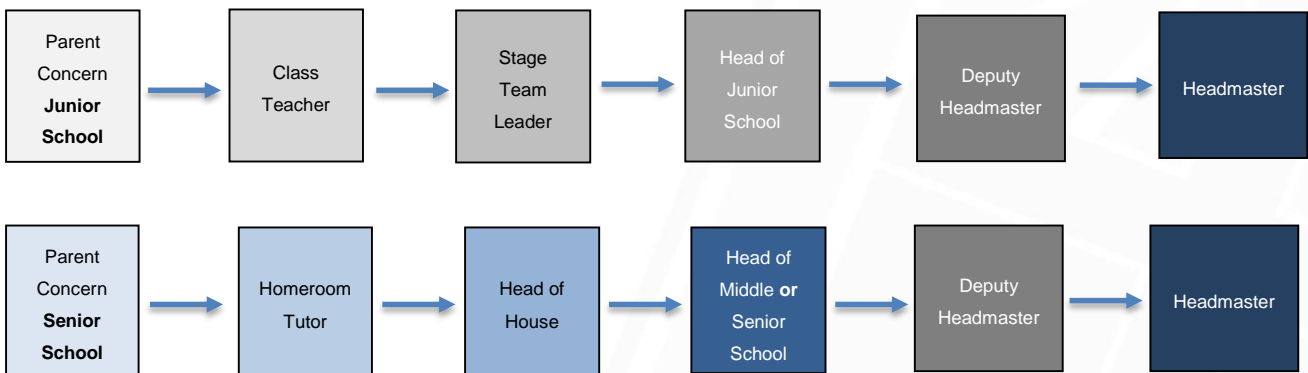 Parent
Concern
Junior
School
Class
Teacher
Stage
Team
Leader
Head of
Junior
School
Deputy
Headmaster
Headmaster
Parent
Concern
Senior
School
Homeroom
Tutor
Head of
House
Head of
Middle or
Senior
School
Deputy
Headmaster
Headmaster